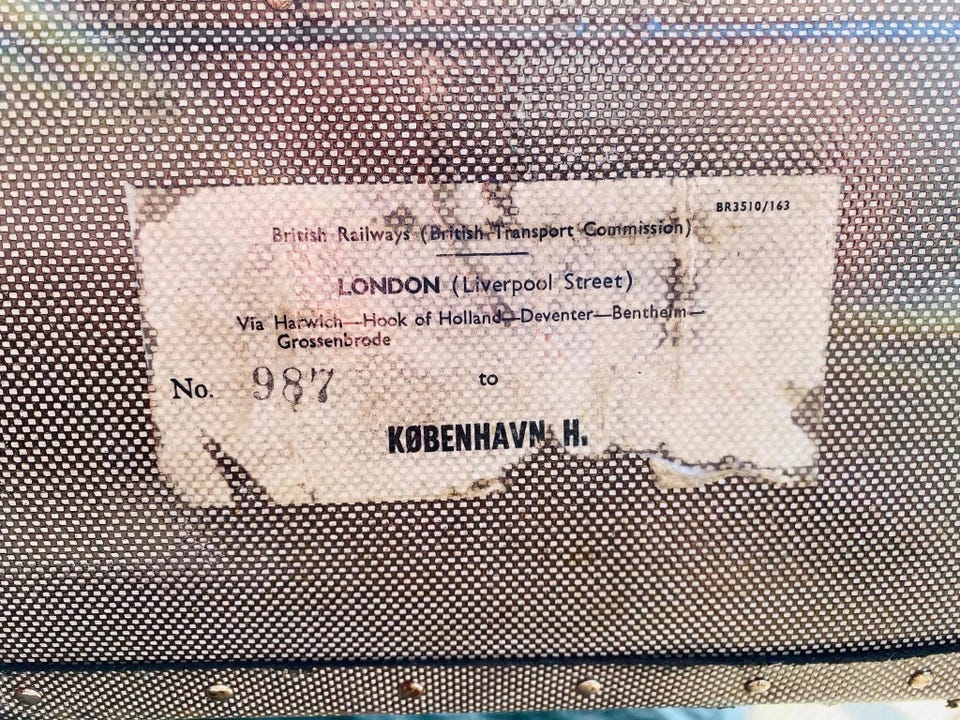 BR3510/163
British Railways (British Transport Commission)
LONDON (Liverpool Street)
Via Harwich—Hook of Holland—Deventer—Bentheim—
Grossenbrode
No. 987 to
KØBENHAVN H.